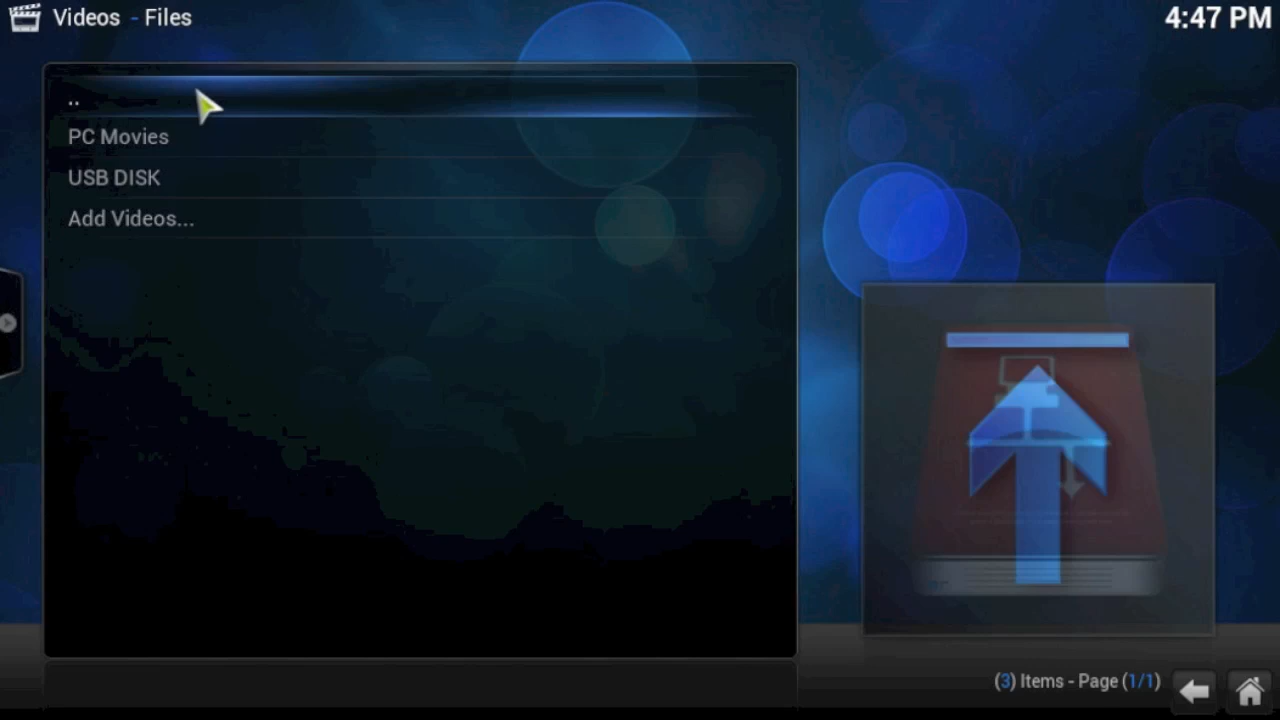 Videos - Files
4:47 PM
..
PC Movies
USB DISK
Add Videos...
(3) Items - Page (1/1)